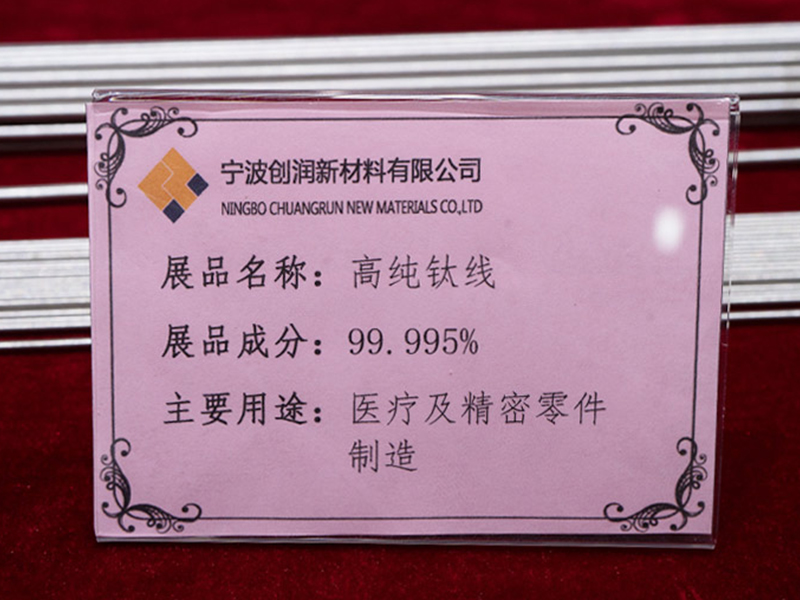 宁波创润新材料有限公司
NINGBO CHUANGRUN NEW MATERIALS CO.,LTD
展品名称：高纯钛线
展品成分：99.995%
主要用途：医疗及精密零件
制造